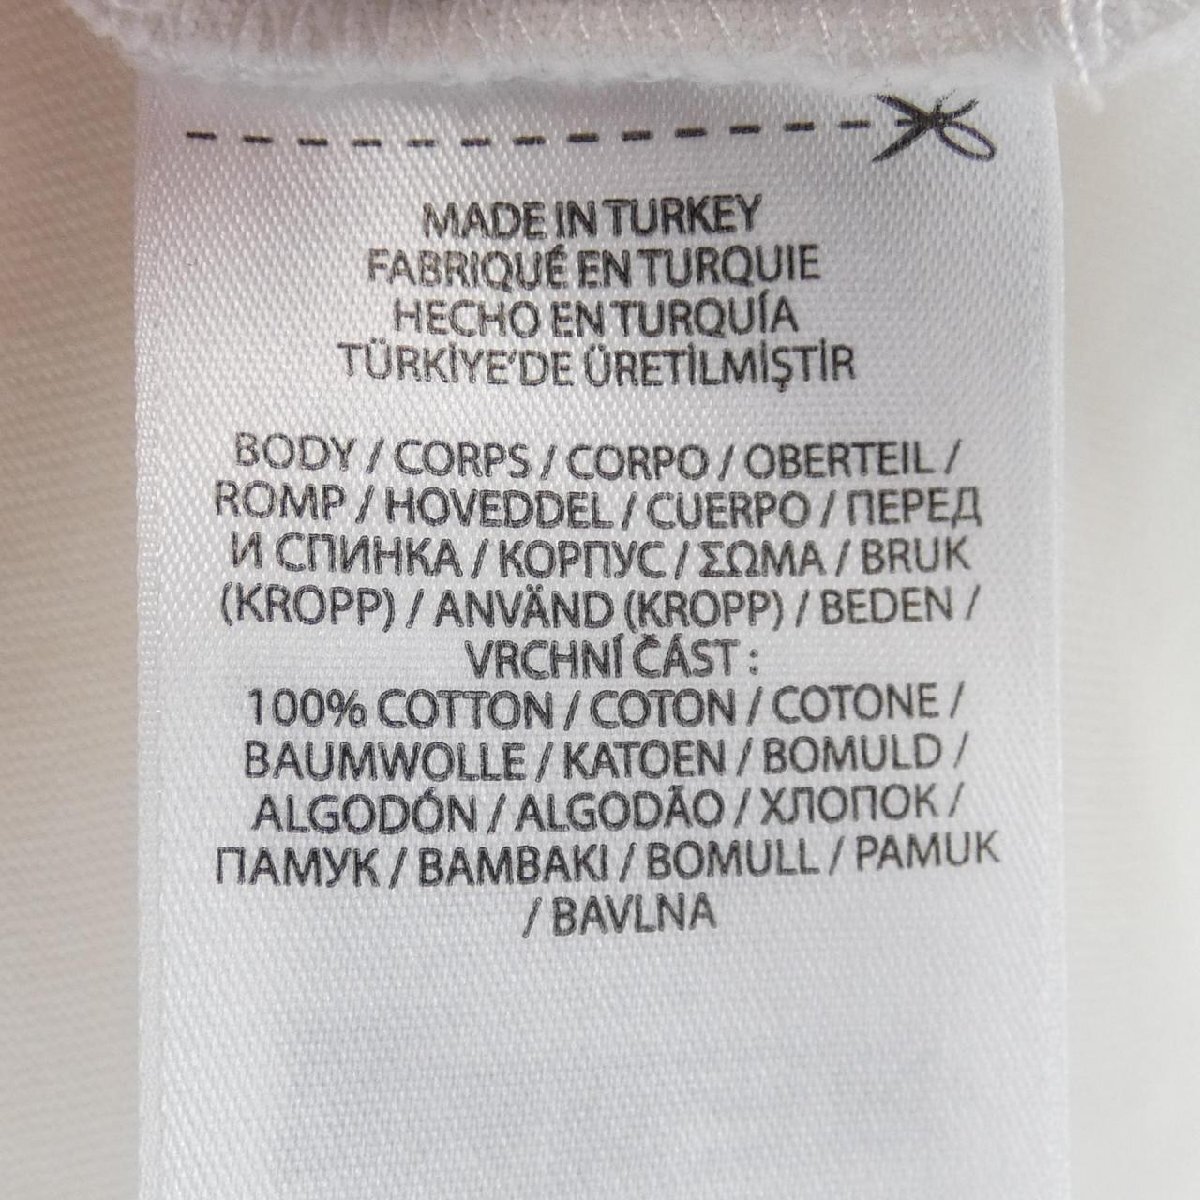 MADE IN TURKEY
FABRIQUÉ EN TURQUIE
HECHO EN TURQUÍA
TÜRKİYE'DE ÜRETİLMİŞTİR
BODY / CORPS / CORPO / OBERTEIL /
ROMP / HOVEDDEL / CUERPO / ПЕРЕД
И СПИНКА / КОРПУС / ΣΩΜΑ / BRUK
(KROPP) / ANVÄND (KROPP) / BEDEN /
VRCHNÍ ČÁST :
100% COTTON / COTON / COTONE /
BAUMWOLLE / KATOEN / BOMULD /
ALGODÓN / ALGODÃO / ХЛОПОК /
ПАМУК / BAMBAKI / BOMULL / PAMUK
/ BAVLNA